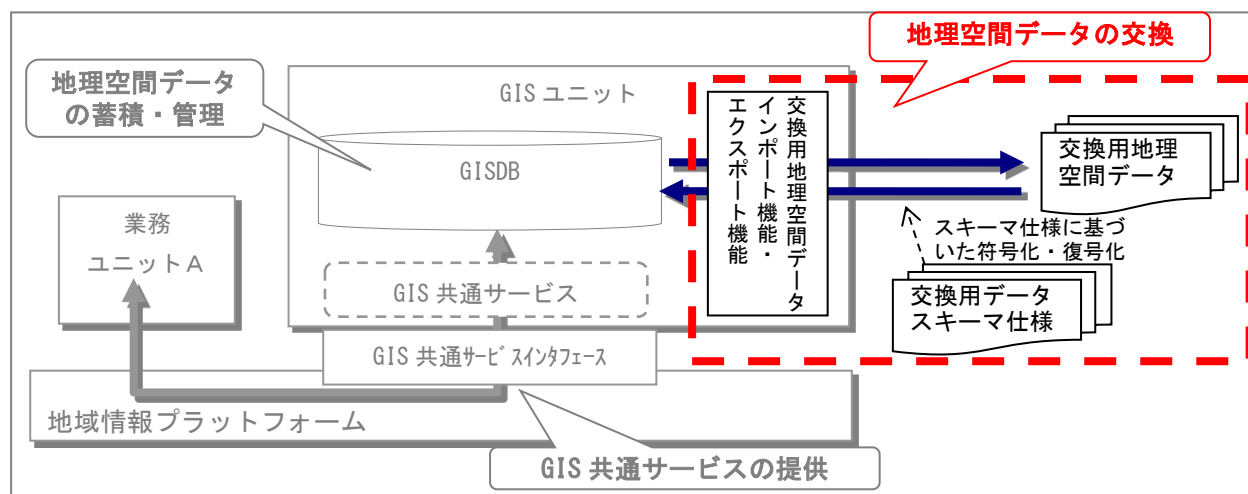 地理空間データの交換
地理空間データ
の蓄積・管理
GIS ユニット
GISDB
交換用地理空間データ
インポート機能・
エクスポート機能
交換用地理
空間データ
スキーマ仕様に基づ
いた符号化・復号化
交換用データ
スキーマ仕様
業務
ユニットＡ
GIS 共通サービス
GIS 共通ｻｰﾋﾞｽｲﾝﾀﾌｪｰｽ
地域情報プラットフォーム
GIS 共通サービスの提供